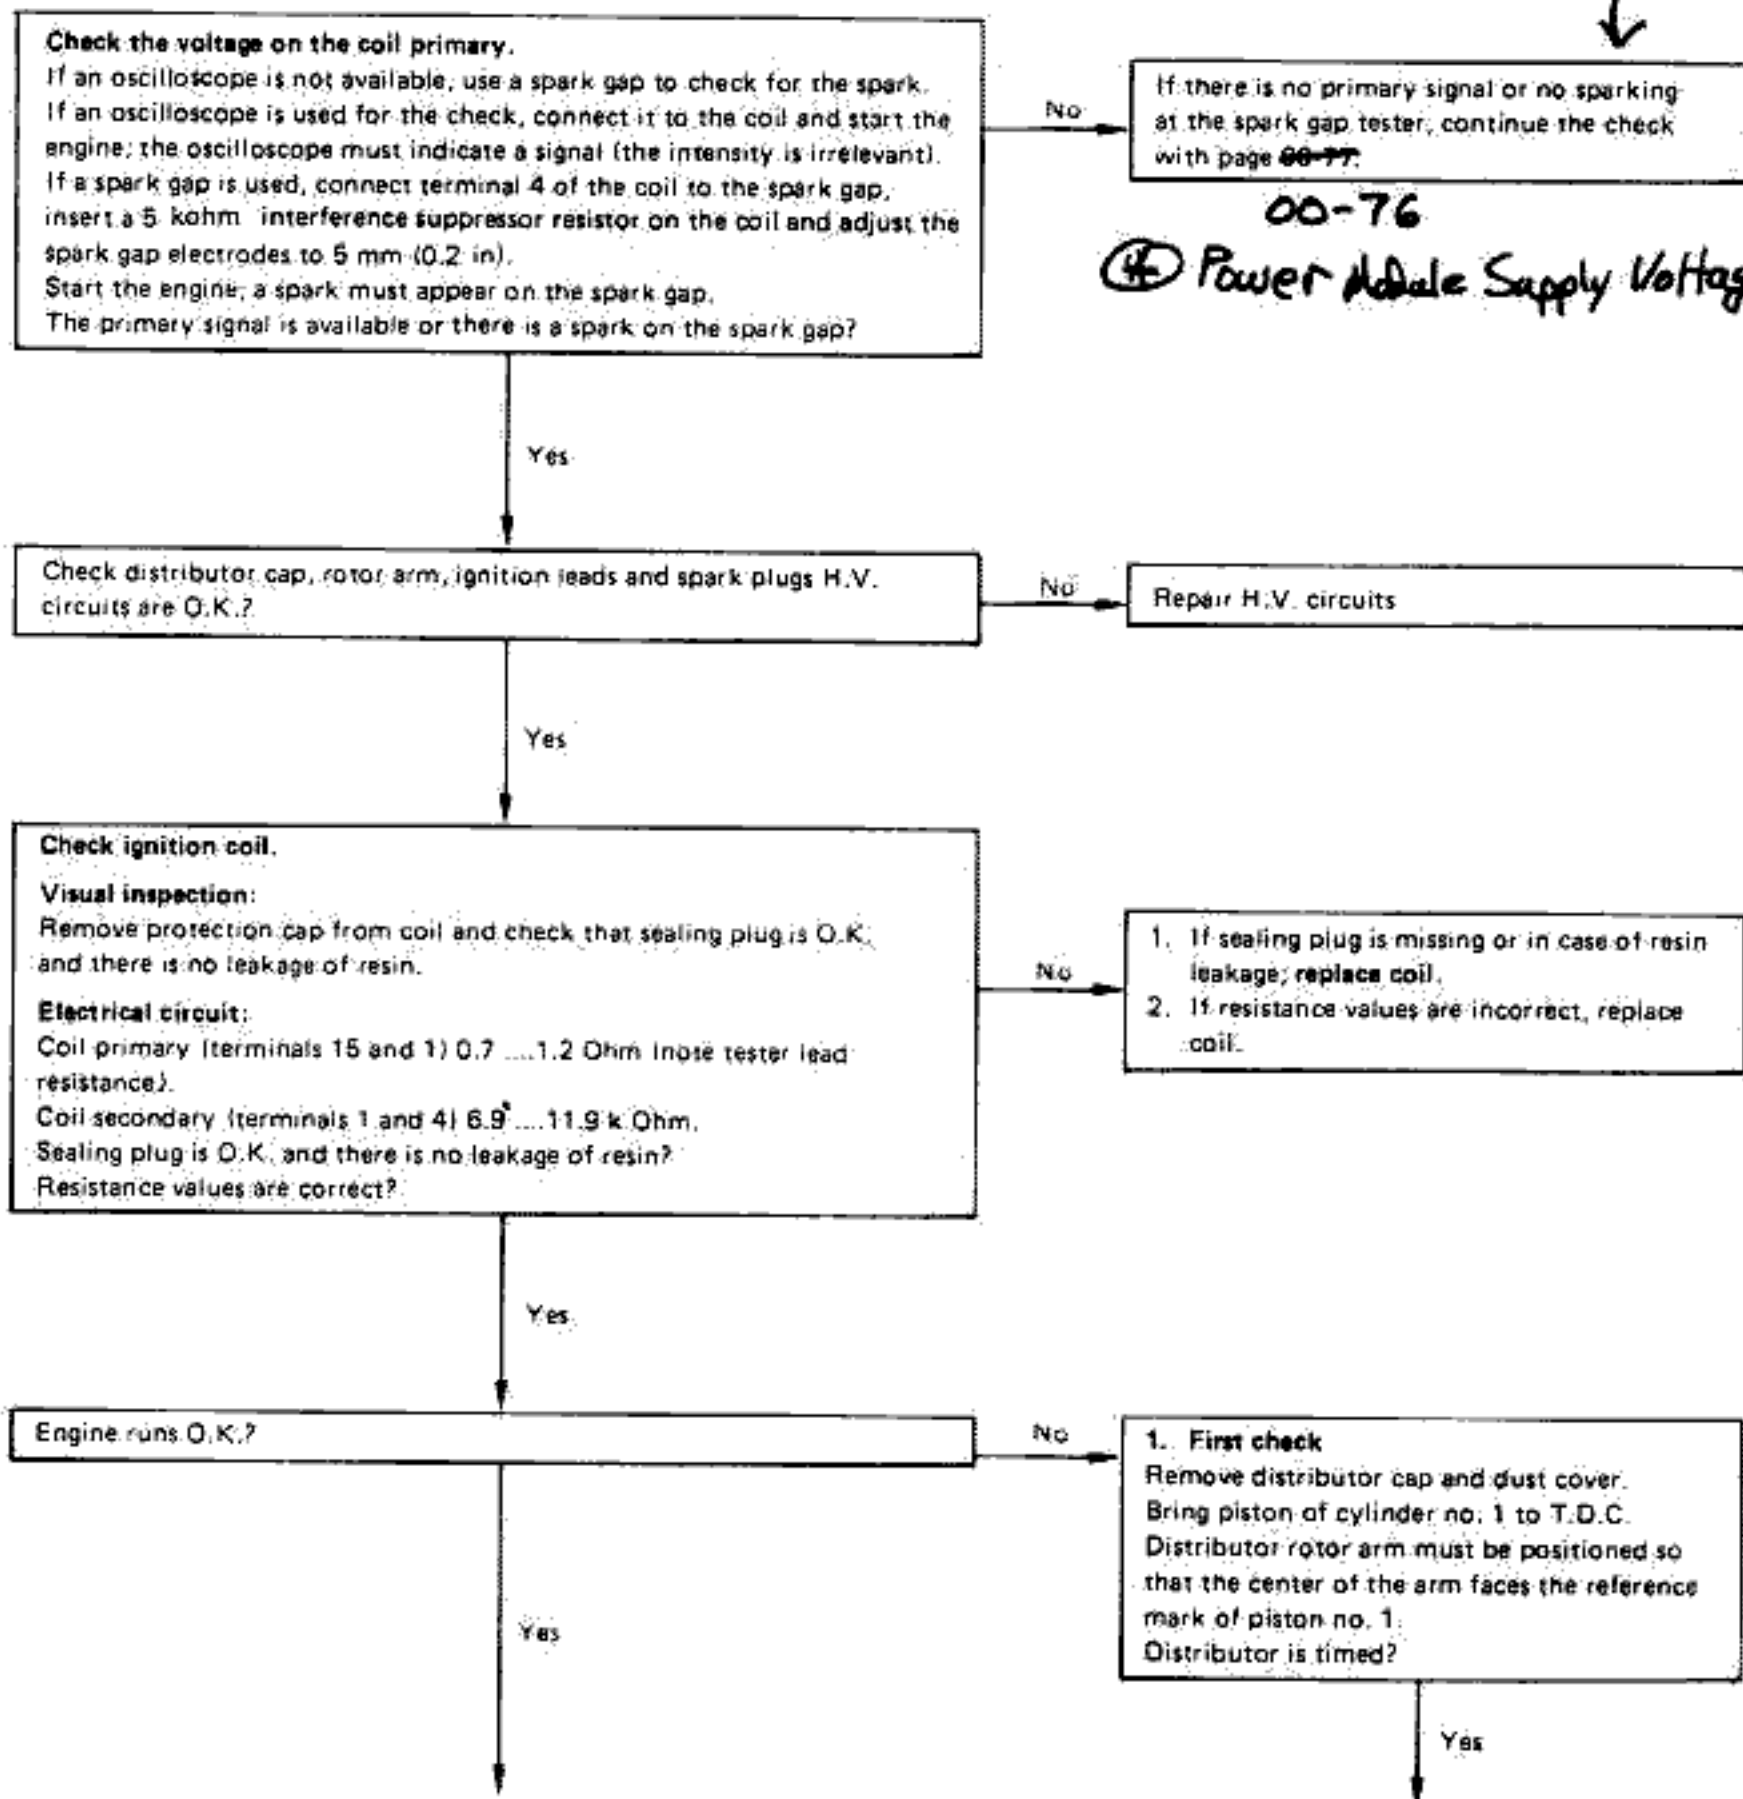 Check the voltage on the coil primary.
If an oscilloscope is not available, use a spark gap to check for the spark.
If an oscilloscope is used for the check, connect it to the coil and start the
engine; the oscilloscope must indicate a signal (the intensity is irrelevant).
If a spark gap is used, connect terminal 4 of the coil to the spark gap,
insert a 5 kohm interference suppressor resistor on the coil and adjust the
spark gap electrodes to 5 mm (0.2 in).
Start the engine; a spark must appear on the spark gap.
The primary signal is available or there is a spark on the spark gap?
No
If there is no primary signal or no sparking
at the spark gap tester, continue the check
with page
00-76
Power Module Supply Voltag
Yes
Check distributor cap, rotor arm, ignition leads and spark plugs H.V.
circuits are O.K.?
No
Repair H.V. circuits
Yes
Check ignition coil.
Visual inspection:
Remove protection cap from coil and check that sealing plug is O.K.
and there is no leakage of resin.
Electrical circuit:
Coil primary (terminals 15 and 1) 0.7 ....1.2 Ohm (note tester lead
resistance).
Coil secondary (terminals 1 and 4) 6.9 ....11.9 k Ohm.
Sealing plug is O.K. and there is no leakage of resin?
Resistance values are correct?
No
1. If sealing plug is missing or in case of resin
leakage, replace coil.
2. If resistance values are incorrect, replace
coil.
Yes
Engine runs O.K.?
No
1. First check
Remove distributor cap and dust cover.
Bring piston of cylinder no. 1 to T.D.C.
Distributor rotor arm must be positioned so
that the center of the arm faces the reference
mark of piston no. 1.
Distributor is timed?
Yes
Yes